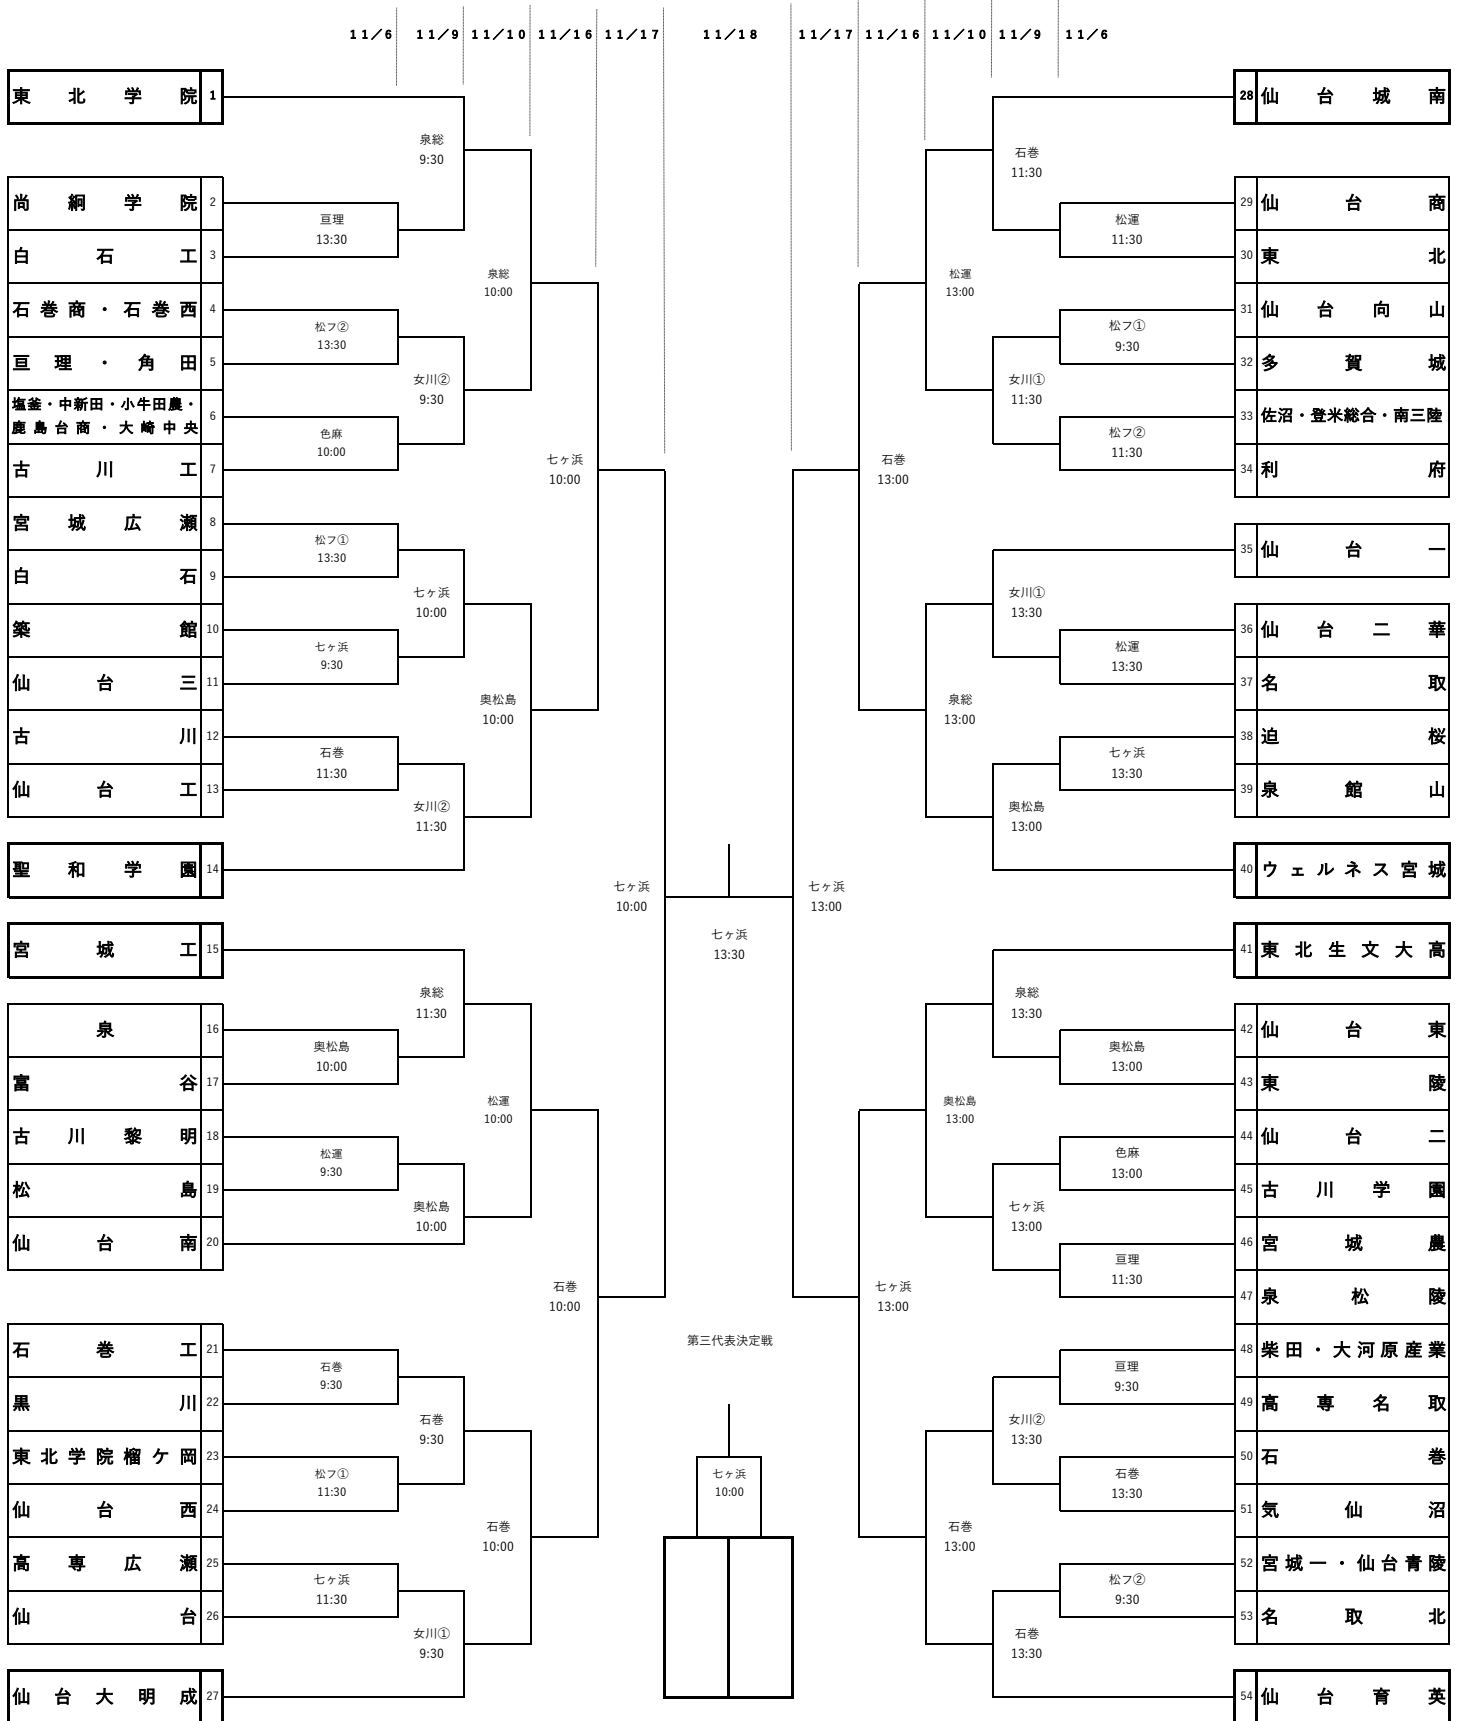 11/6 11/9 11/10 11/16 11/17 11/18 11/17 11/16 11/10 11/9 11/6
東北学院 1
尚絅学院 2
白石工 3
石巻商・石巻西 4
亘理・角田 5
塩釜・中新田・小牛田農・
鹿島台商・大崎中央 6
古川工 7
宮城広瀬 8
白石 9
築館 10
仙台三 11
古川 12
仙台工 13
聖和学園 14
宮城工 15
泉 16
富谷 17
古川黎明 18
松島 19
仙台南 20
石巻工 21
黒川 22
東北学院榴ケ岡 23
仙台西 24
高専広瀬 25
仙台 26
仙台大明成 27
亘理
13:30
松フ②
13:30
色麻
10:00
松フ①
13:30
七ヶ浜
9:30
石巻
11:30
奥松島
10:00
松運
9:30
石巻
9:30
松フ①
11:30
七ヶ浜
11:30
泉総
9:30
女川②
9:30
七ヶ浜
10:00
女川②
11:30
泉総
11:30
奥松島
10:00
石巻
9:30
女川①
9:30
泉総
10:00
奥松島
10:00
松運
10:00
石巻
10:00
七ヶ浜
10:00
石巻
10:00
七ヶ浜
10:00
七ヶ浜
13:30
第三代表決定戦
七ヶ浜
10:00
七ヶ浜
13:00
石巻
13:00
七ヶ浜
13:00
松運
13:00
泉総
13:00
奥松島
13:00
石巻
13:00
石巻
11:30
女川①
11:30
女川①
13:30
奥松島
13:00
泉総
13:30
七ヶ浜
13:00
女川②
13:30
石巻
13:30
松運
11:30
松フ①
9:30
松フ②
11:30
松運
13:30
七ヶ浜
13:30
奥松島
13:00
色麻
13:00
亘理
11:30
亘理
9:30
石巻
13:30
松フ②
9:30
28 仙台城南
29 仙台商
30 東北
31 仙台向山
32 多賀城
33 佐沼・登米総合・南三陸
34 利府
35 仙台一
36 仙台二華
37 名取
38 迫桜
39 泉館山
40 ウェルネス宮城
41 東北生文大高
42 仙台東
43 東陵
44 仙台二
45 古川学園
46 宮城農
47 泉松陵
48 柴田・大河原産業
49 高専名取
50 石巻
51 気仙沼
52 宮城一・仙台青陵
53 名取北
54 仙台育英